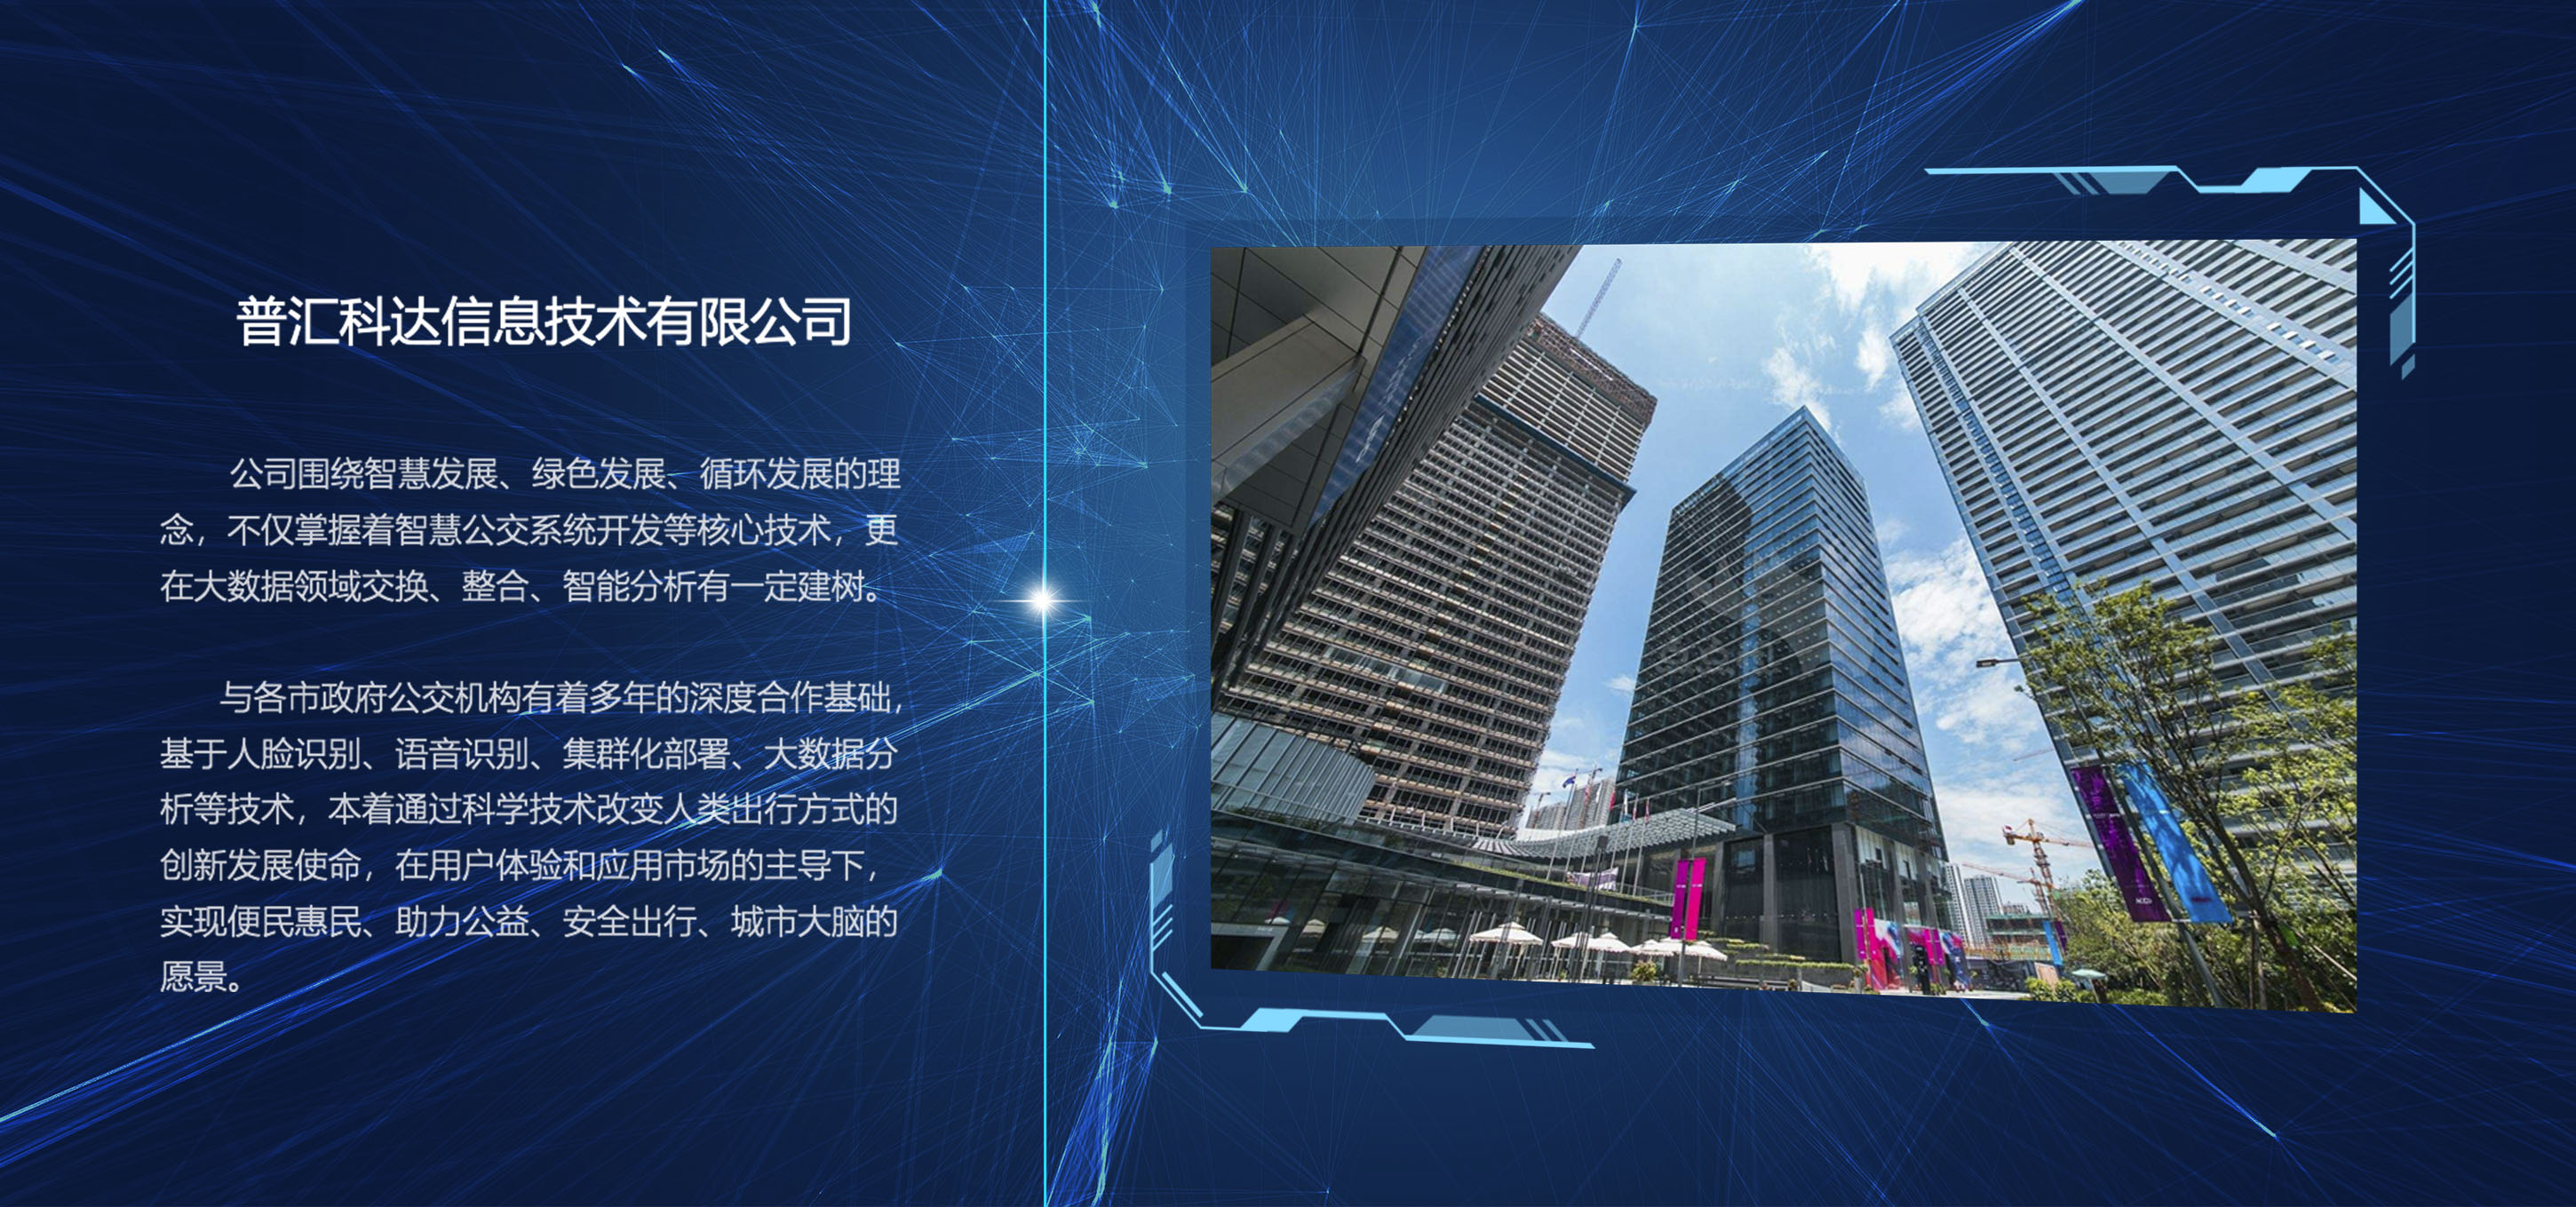 普汇科达信息技术有限公司
公司围绕智慧发展、绿色发展、循环发展的理
念，不仅掌握着智慧公交系统开发等核心技术，更
在大数据领域交换、整合、智能分析有一定建树。
与各市政府公交机构有着多年的深度合作基础，
基于人脸识别、语音识别、集群化部署、大数据分
析等技术，本着通过科学技术改变人类出行方式的
创新发展使命，在用户体验和应用市场的主导下，
实现便民惠民、助力公益、安全出行、城市大脑的
愿景。